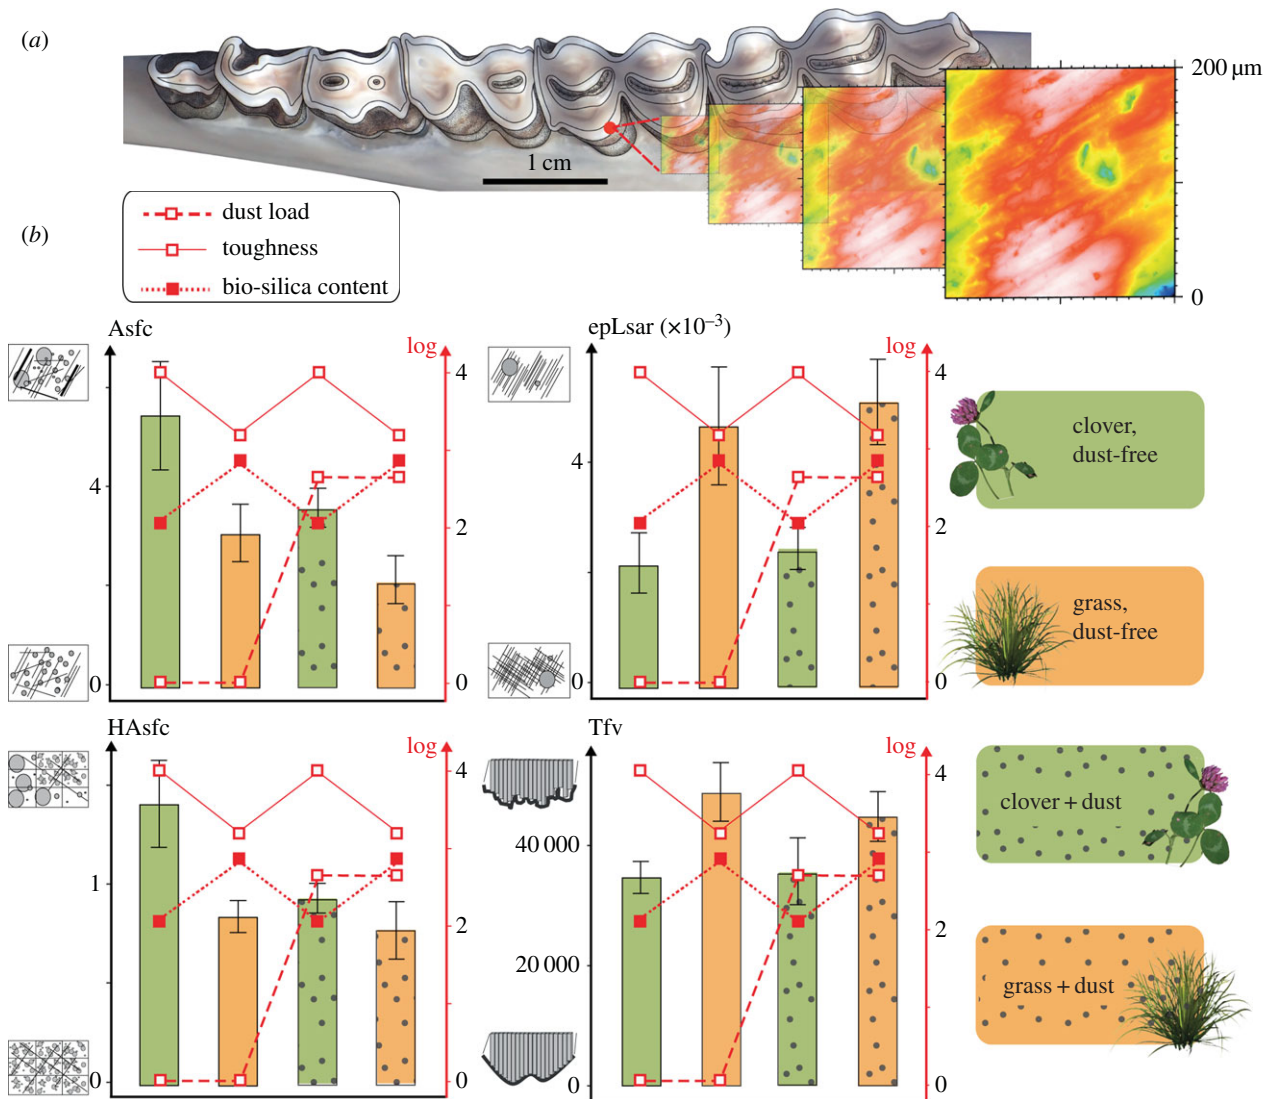 (a)
200 µm
0
1 cm
(b)
dust load
toughness
bio-silica content
Asfc
log
4
0
4
2
0
epLsar (×10⁻³)
log
4
0
4
2
0
clover,
dust-free
grass,
dust-free
HAsfc
log
1
0
4
2
0
Tfv
log
40 000
20 000
0
4
2
0
clover + dust
grass + dust